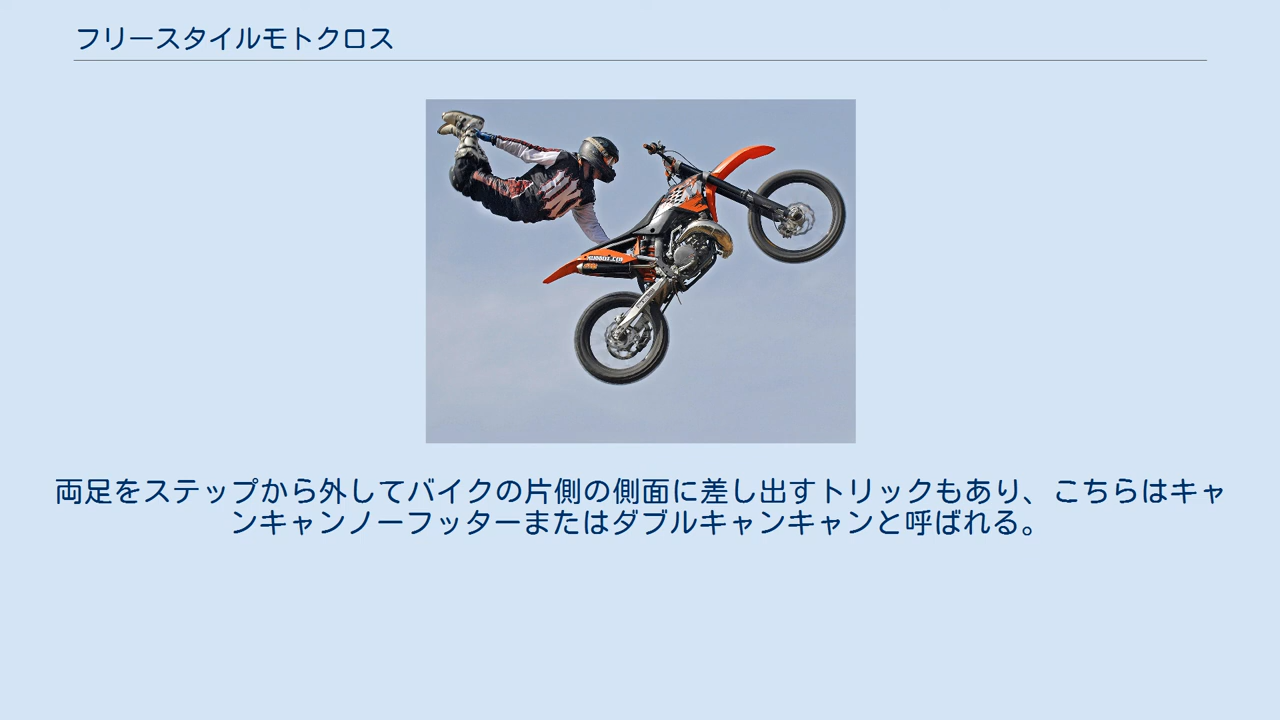 フリースタイルモトクロス
両足をステップから外してバイクの片側の側面に差し出すトリックもあり、こちらはキャ
ンキャンノーフッターまたはダブルキャンキャンと呼ばれる。